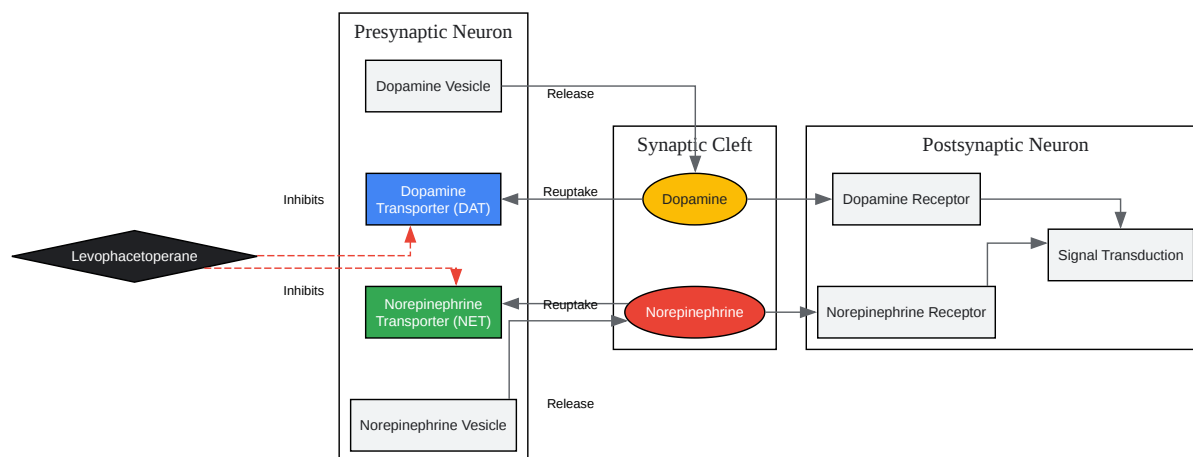 Presynaptic Neuron
Dopamine Vesicle
Release
Synaptic Cleft
Postsynaptic Neuron
Inhibits
Dopamine
Transporter (DAT)
Reuptake
Dopamine
Dopamine Receptor
Levophacetoperane
Signal Transduction
Inhibits
Norepinephrine
Transporter (NET)
Reuptake
Norepinephrine
Norepinephrine Receptor
Norepinephrine Vesicle
Release